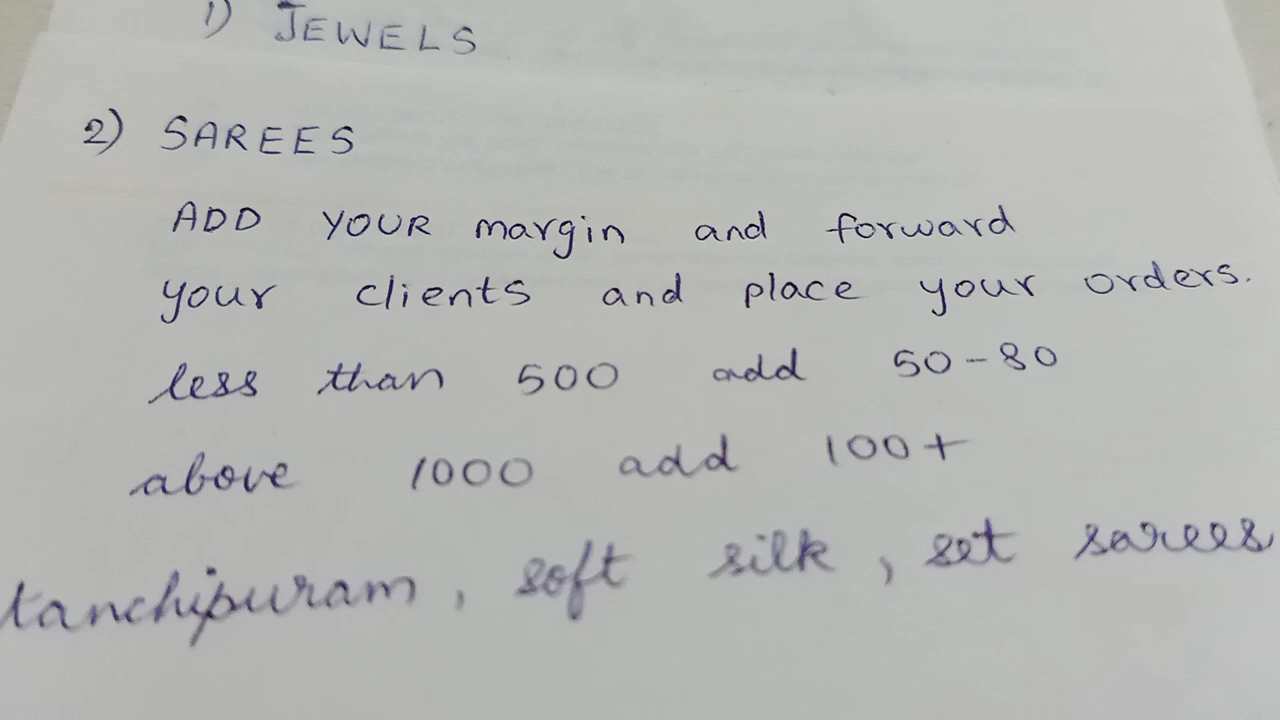 1) JEWELS
2) SAREES
ADD YOUR margin and forward
your clients and place your orders.
less than 500 add 50-80
above 1000 add 100+
kanchipuram, soft silk, set sarees